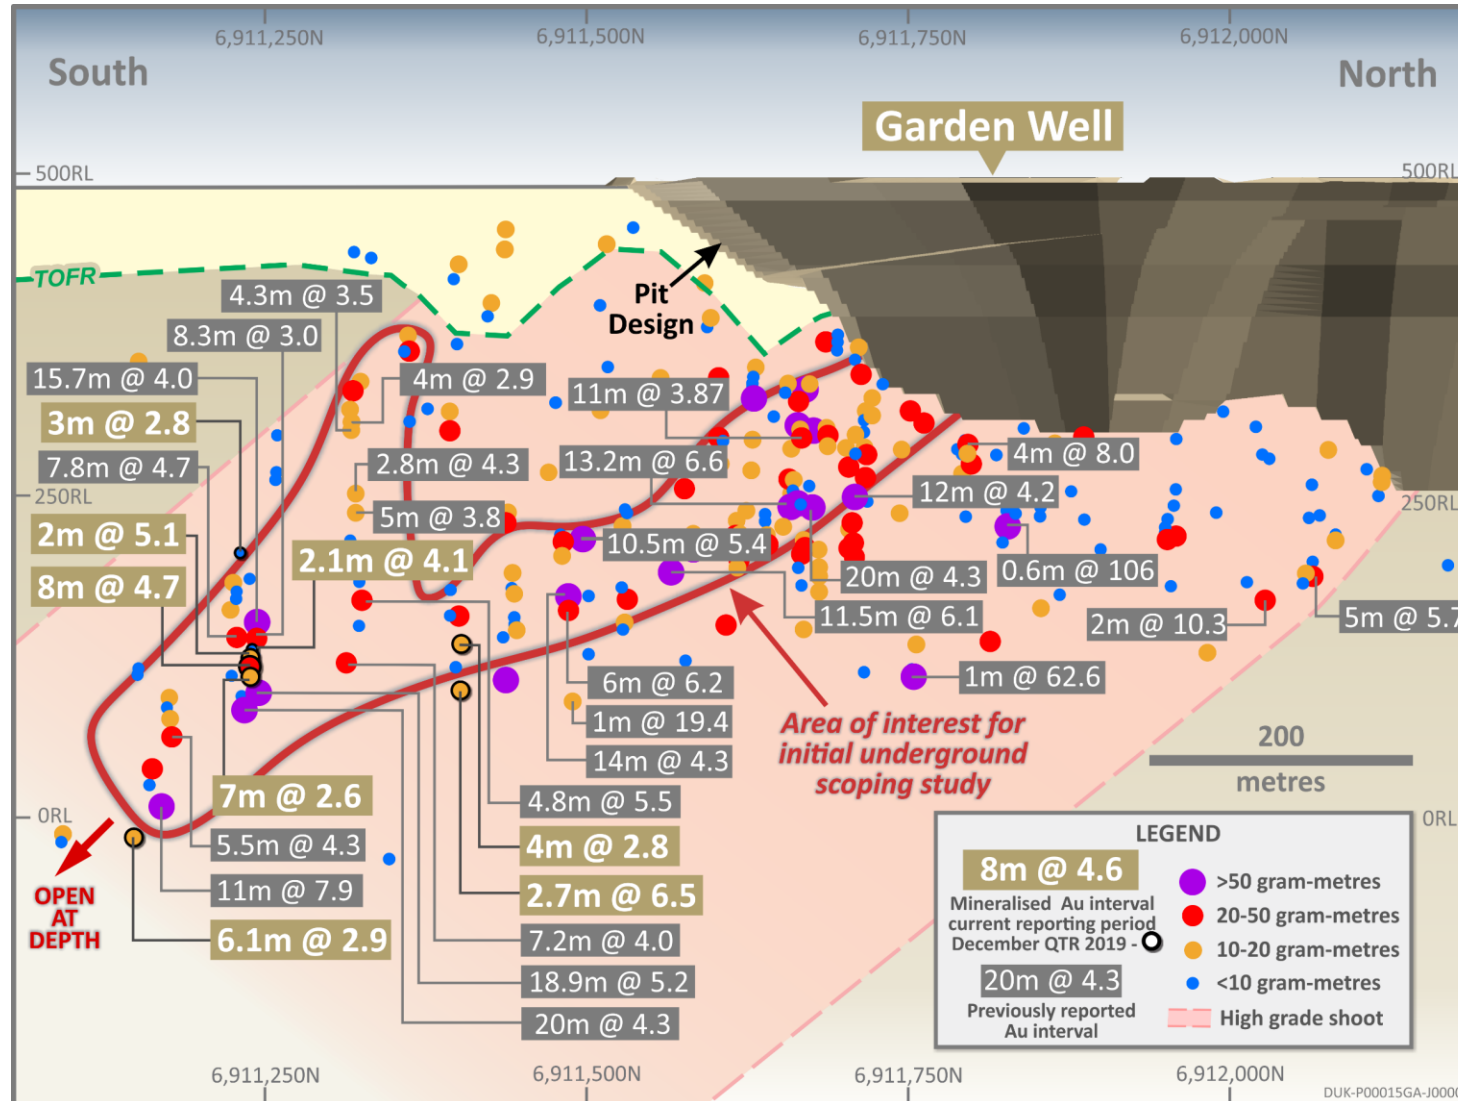 6,911,250N
6,911,500N
6,911,750N
6,912,000N
South
North
Garden Well
500RL
500RL
TOFR
Pit
Design
4.3m @ 3.5
8.3m @ 3.0
15.7m @ 4.0
4m @ 2.9
11m @ 3.87
3m @ 2.8
7.8m @ 4.7
2.8m @ 4.3
13.2m @ 6.6
4m @ 8.0
250RL
250RL
12m @ 4.2
5m @ 3.8
2m @ 5.1
2.1m @ 4.1
10.5m @ 5.4
8m @ 4.7
20m @ 4.3
0.6m @ 106
11.5m @ 6.1
2m @ 10.3
5m @ 5.7
6m @ 6.2
1m @ 62.6
1m @ 19.4
14m @ 4.3
Area of interest for
initial underground
scoping study
200
metres
7m @ 2.6
4.8m @ 5.5
0RL
0RL
5.5m @ 4.3
4m @ 2.8
11m @ 7.9
2.7m @ 6.5
OPEN
AT
DEPTH
6.1m @ 2.9
7.2m @ 4.0
18.9m @ 5.2
20m @ 4.3
LEGEND
8m @ 4.6
Mineralised Au interval
current reporting period
December QTR 2019 -
20m @ 4.3
Previously reported
Au interval
>50 gram-metres
20-50 gram-metres
10-20 gram-metres
<10 gram-metres
High grade shoot
6,911,250N
6,911,500N
6,911,750N
6,912,000N
DUK-P00015GA-J0000